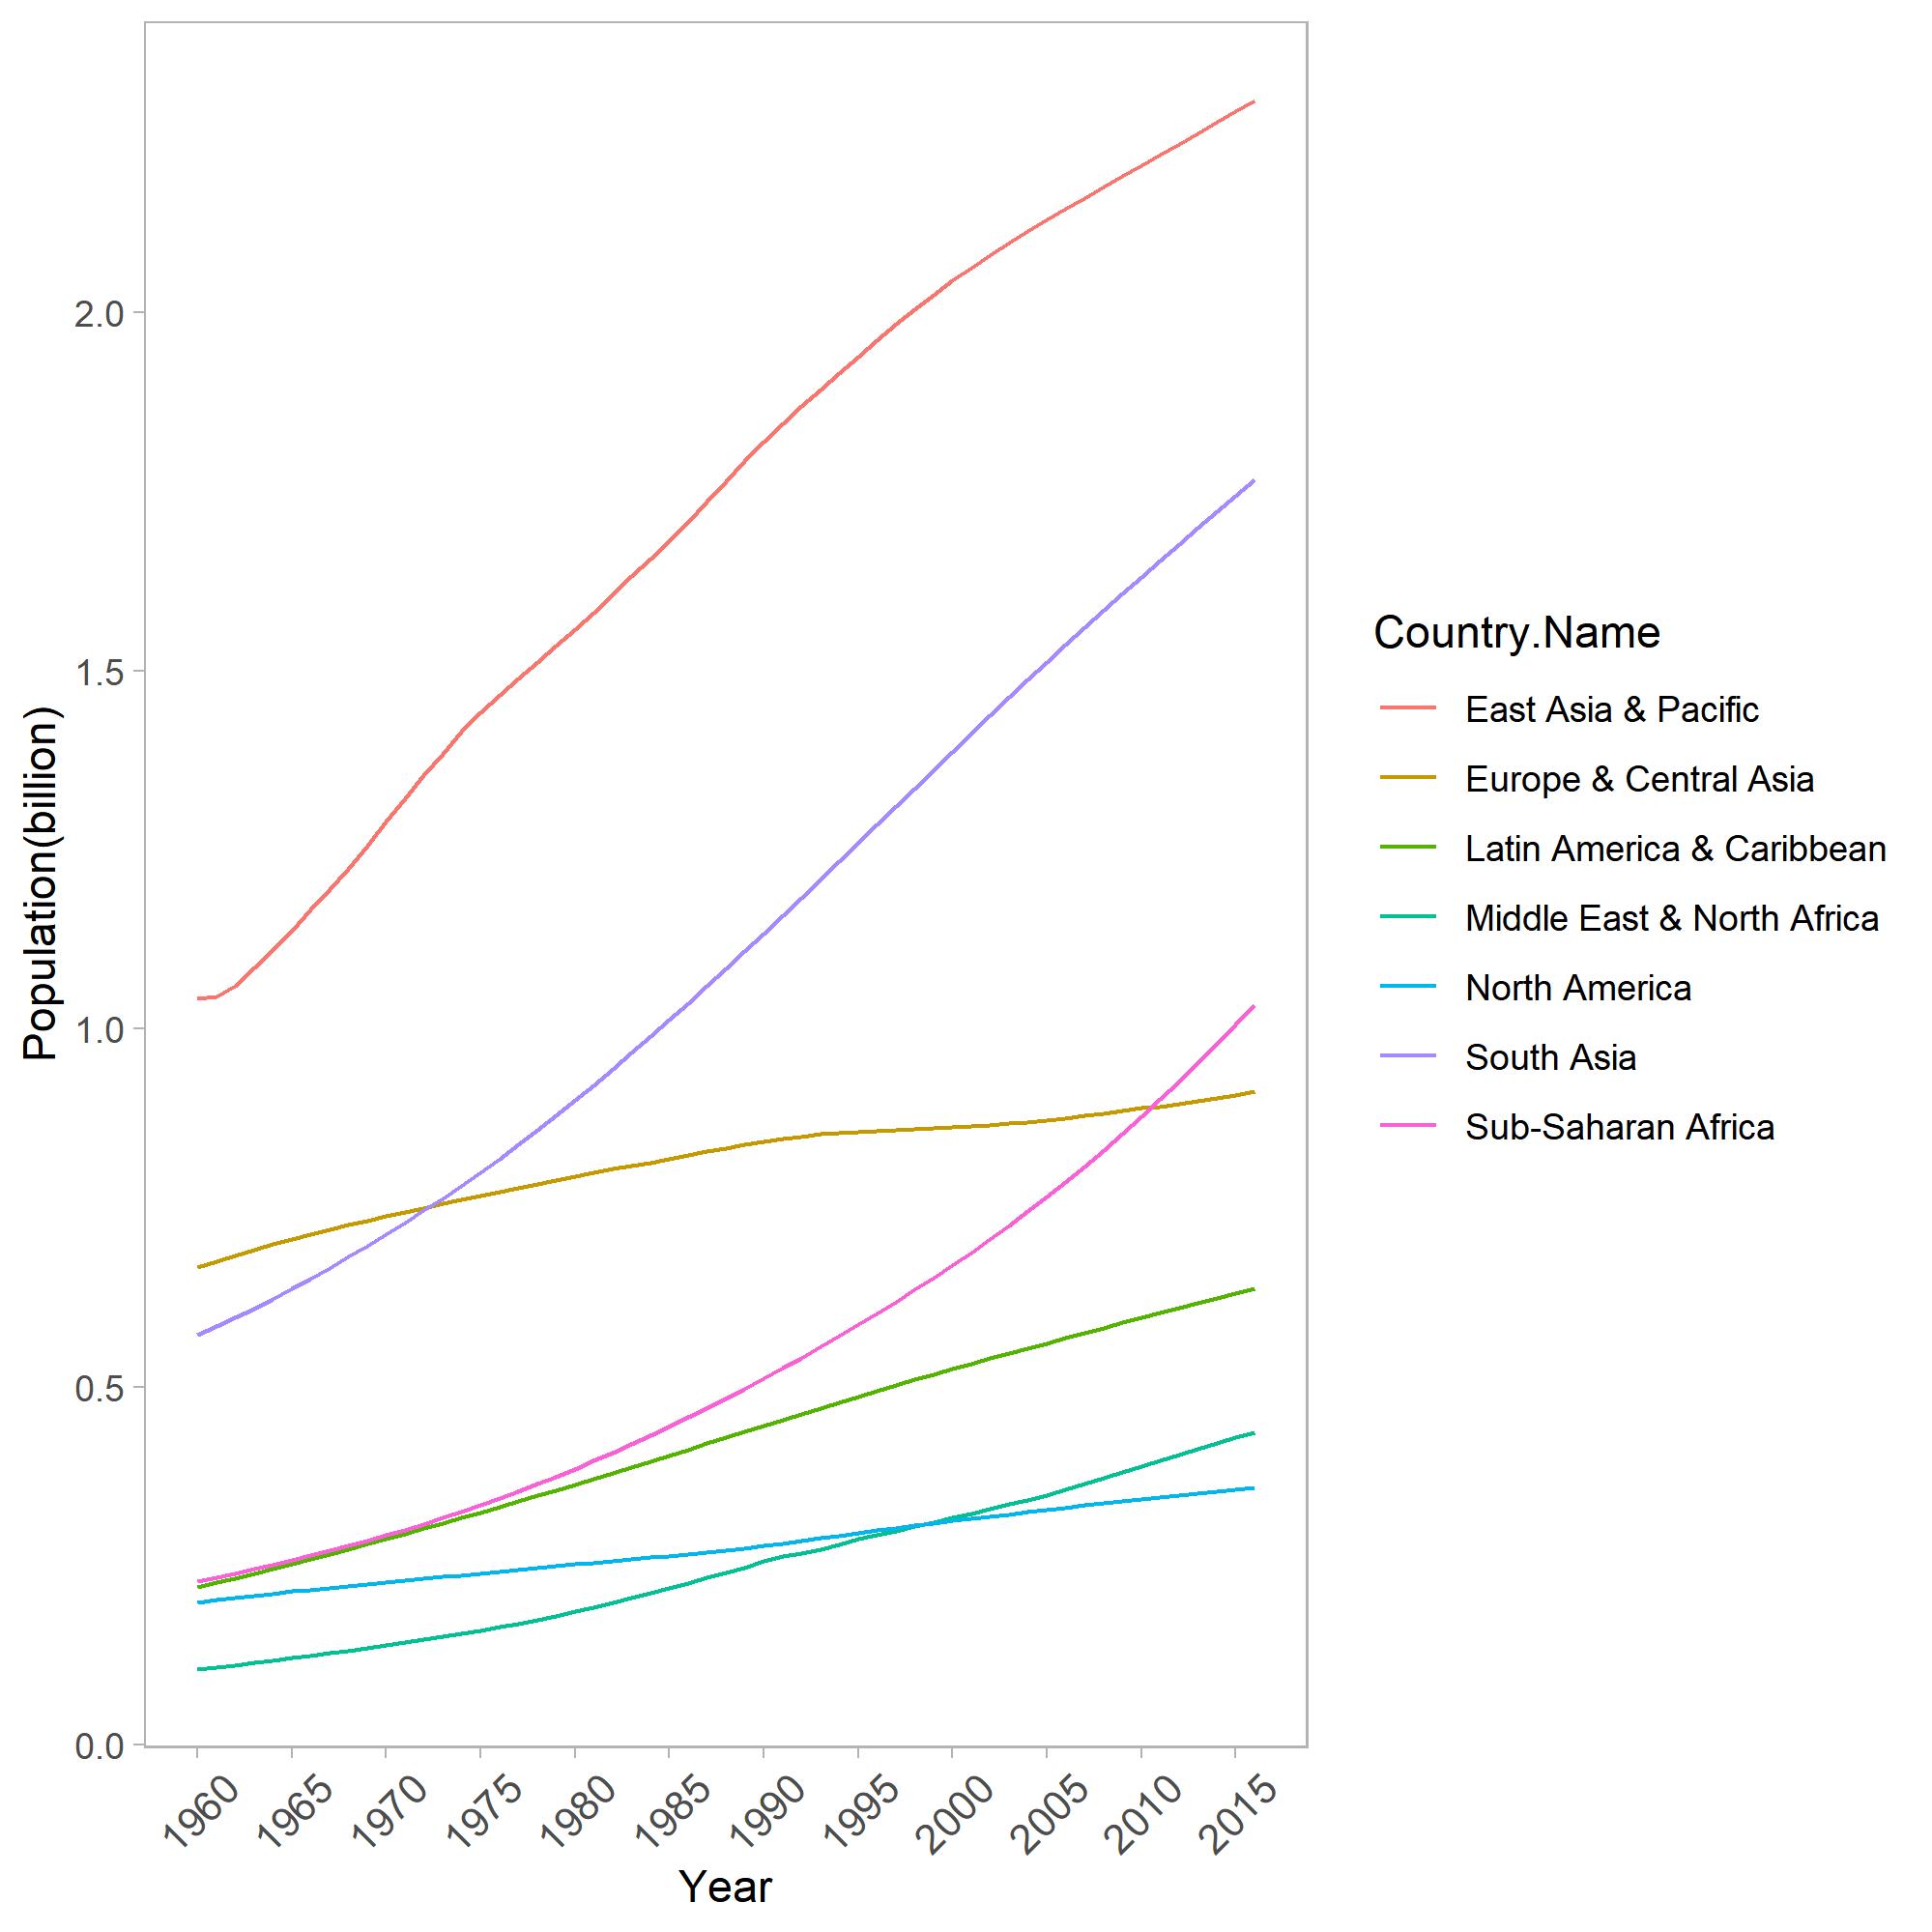 2.0
1.5
1.0
0.5
0.0
Population(billion)
1960
1965
1970
1975
1980
1985
1990
1995
2000
2005
2010
2015
Year
Country.Name
East Asia & Pacific
Europe & Central Asia
Latin America & Caribbean
Middle East & North Africa
North America
South Asia
Sub-Saharan Africa